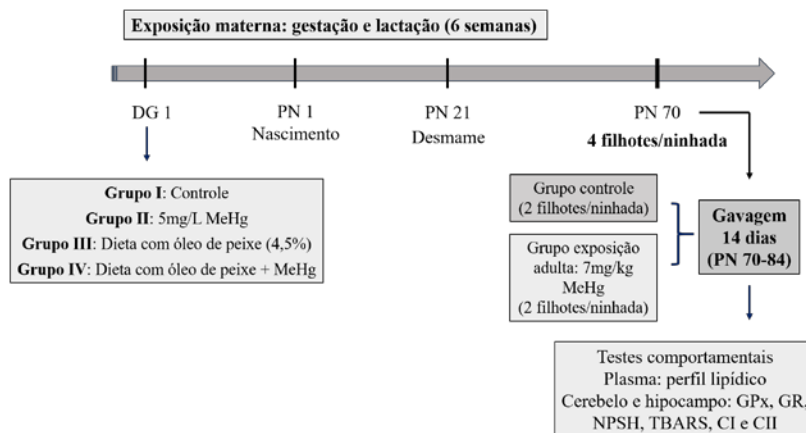 Exposição materna: gestação e lactação (6 semanas)
DG 1
PN 1
Nascimento
PN 21
Desmame
PN 70
4 filhotes/ninhada
Grupo I: Controle
Grupo II: 5mg/L MeHg
Grupo III: Dieta com óleo de peixe (4,5%)
Grupo IV: Dieta com óleo de peixe + MeHg
Grupo controle
(2 filhotes/ninhada)
Grupo exposição
adulta: 7mg/kg
MeHg
(2 filhotes/ninhada)
Gavagem
14 dias
(PN 70-84)
Testes comportamentais
Plasma: perfil lipídico
Cerebelo e hipocampo: GPx, GR,
NPSH, TBARS, CI e CII